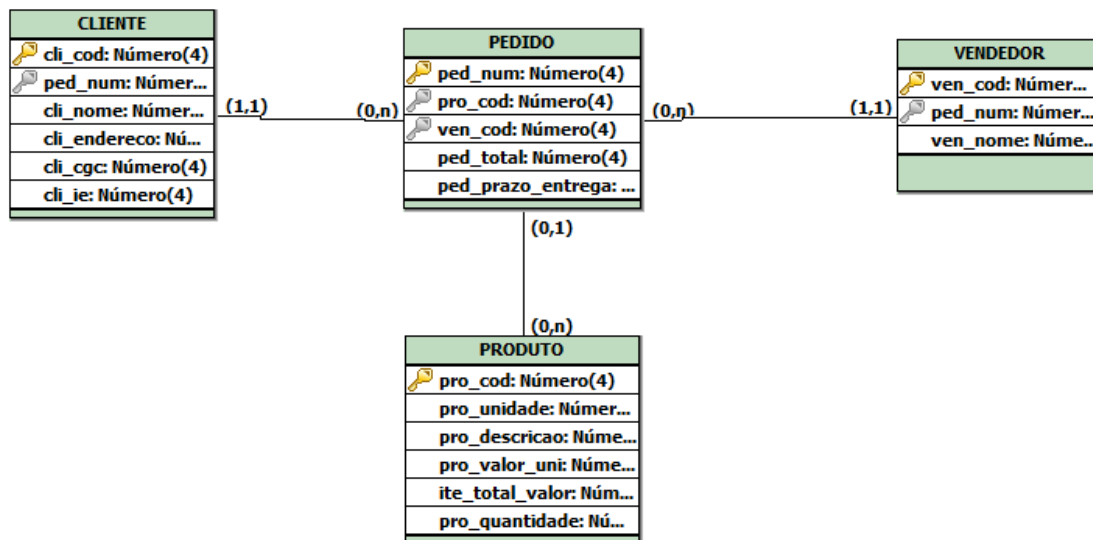 CLIENTE
cli_cod: Número(4)
ped_num: Númer...
cli_nome: Númer...
cli_endereco: Nú...
cli_cgc: Número(4)
cli_ie: Número(4)
(1,1)
(0,n)
PEDIDO
ped_num: Número(4)
pro_cod: Número(4)
ven_cod: Número(4)
ped_total: Número(4)
ped_prazo_entrega: ...
(0,n)
(1,1)
VENDEDOR
ven_cod: Númer...
ped_num: Númer...
ven_nome: Núme...
(0,1)
(0,n)
PRODUTO
pro_cod: Número(4)
pro_unidade: Númer...
pro_descricao: Núme...
pro_valor_uni: Núme...
ite_total_valor: Núm...
pro_quantidade: Nú...